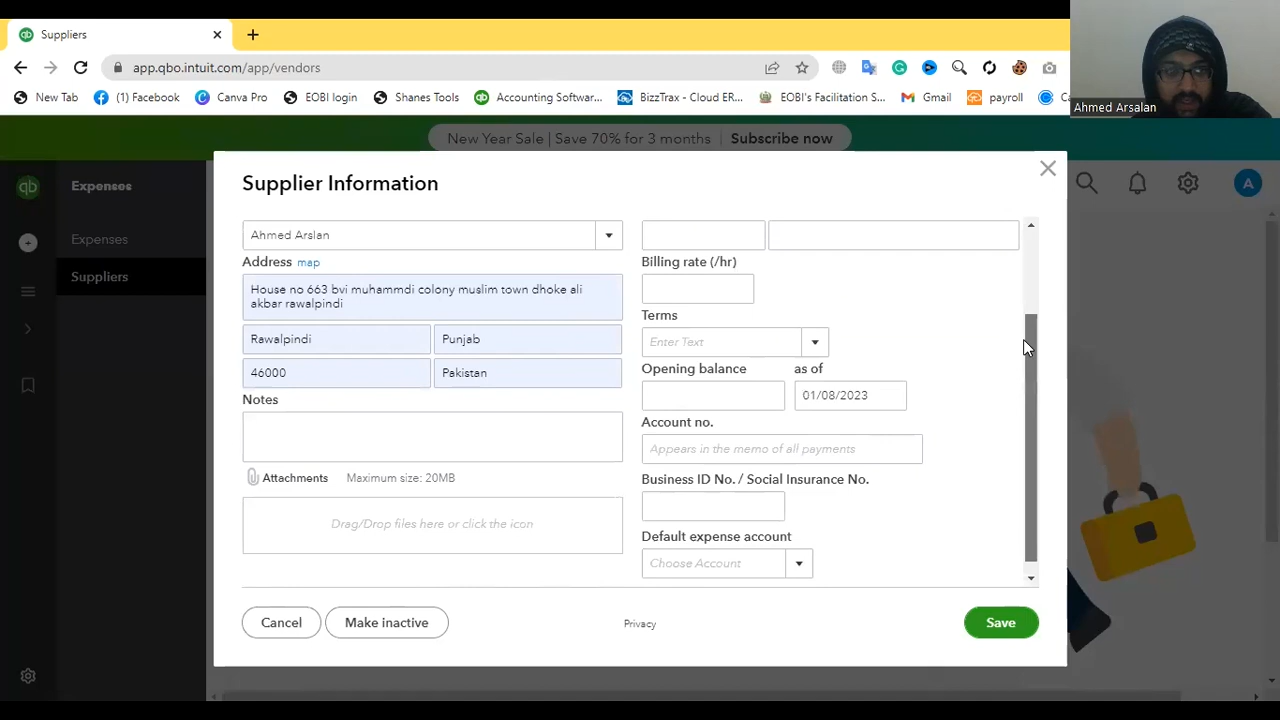 Suppliers
app.qbo.intuit.com/app/vendors
New Tab
(1) Facebook
Canva Pro
EOBI login
Shanes Tools
Accounting Softwar...
BizzTrax - Cloud ER...
EOBI's Facilitation S...
Gmail
payroll
Ca
Ahmed Arsalan
New Year Sale | Save 70% for 3 months
Subscribe now
qb
Expenses
Expenses
Suppliers
A
Supplier Information
Ahmed Arslan
Address map
House no 663 bvi muhammdi colony muslim town dhoke ali
akbar rawalpindi
Rawalpindi
Punjab
46000
Pakistan
Notes
Attachments
Maximum size: 20MB
Drag/Drop files here or click the icon
Billing rate (/hr)
Terms
Enter Text
Opening balance
as of
01/08/2023
Account no.
Appears in the memo of all payments
Business ID No. / Social Insurance No.
Default expense account
Choose Account
Cancel
Make inactive
Privacy
Save